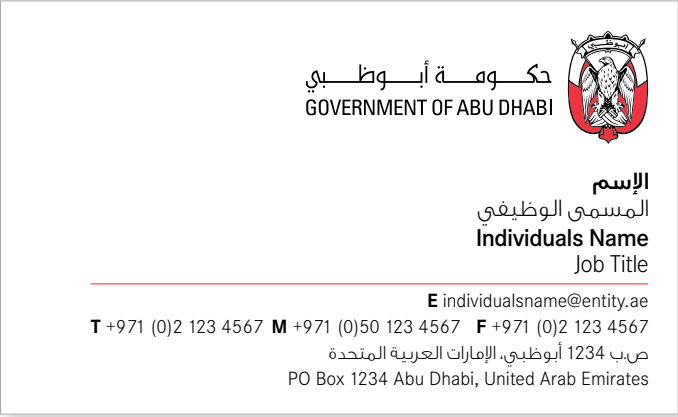 أبوظبي
حكــومــة أبــوظــبي
GOVERNMENT OF ABU DHABI
الإسم
المسمى الوظيفي
Individuals Name
Job Title
E individualsname@entity.ae
T +971 (0)2 123 4567 M +971 (0)50 123 4567 F +971 (0)2 123 4567
ص.ب 1234 أبوظبي، الإمارات العربية المتحدة
PO Box 1234 Abu Dhabi, United Arab Emirates